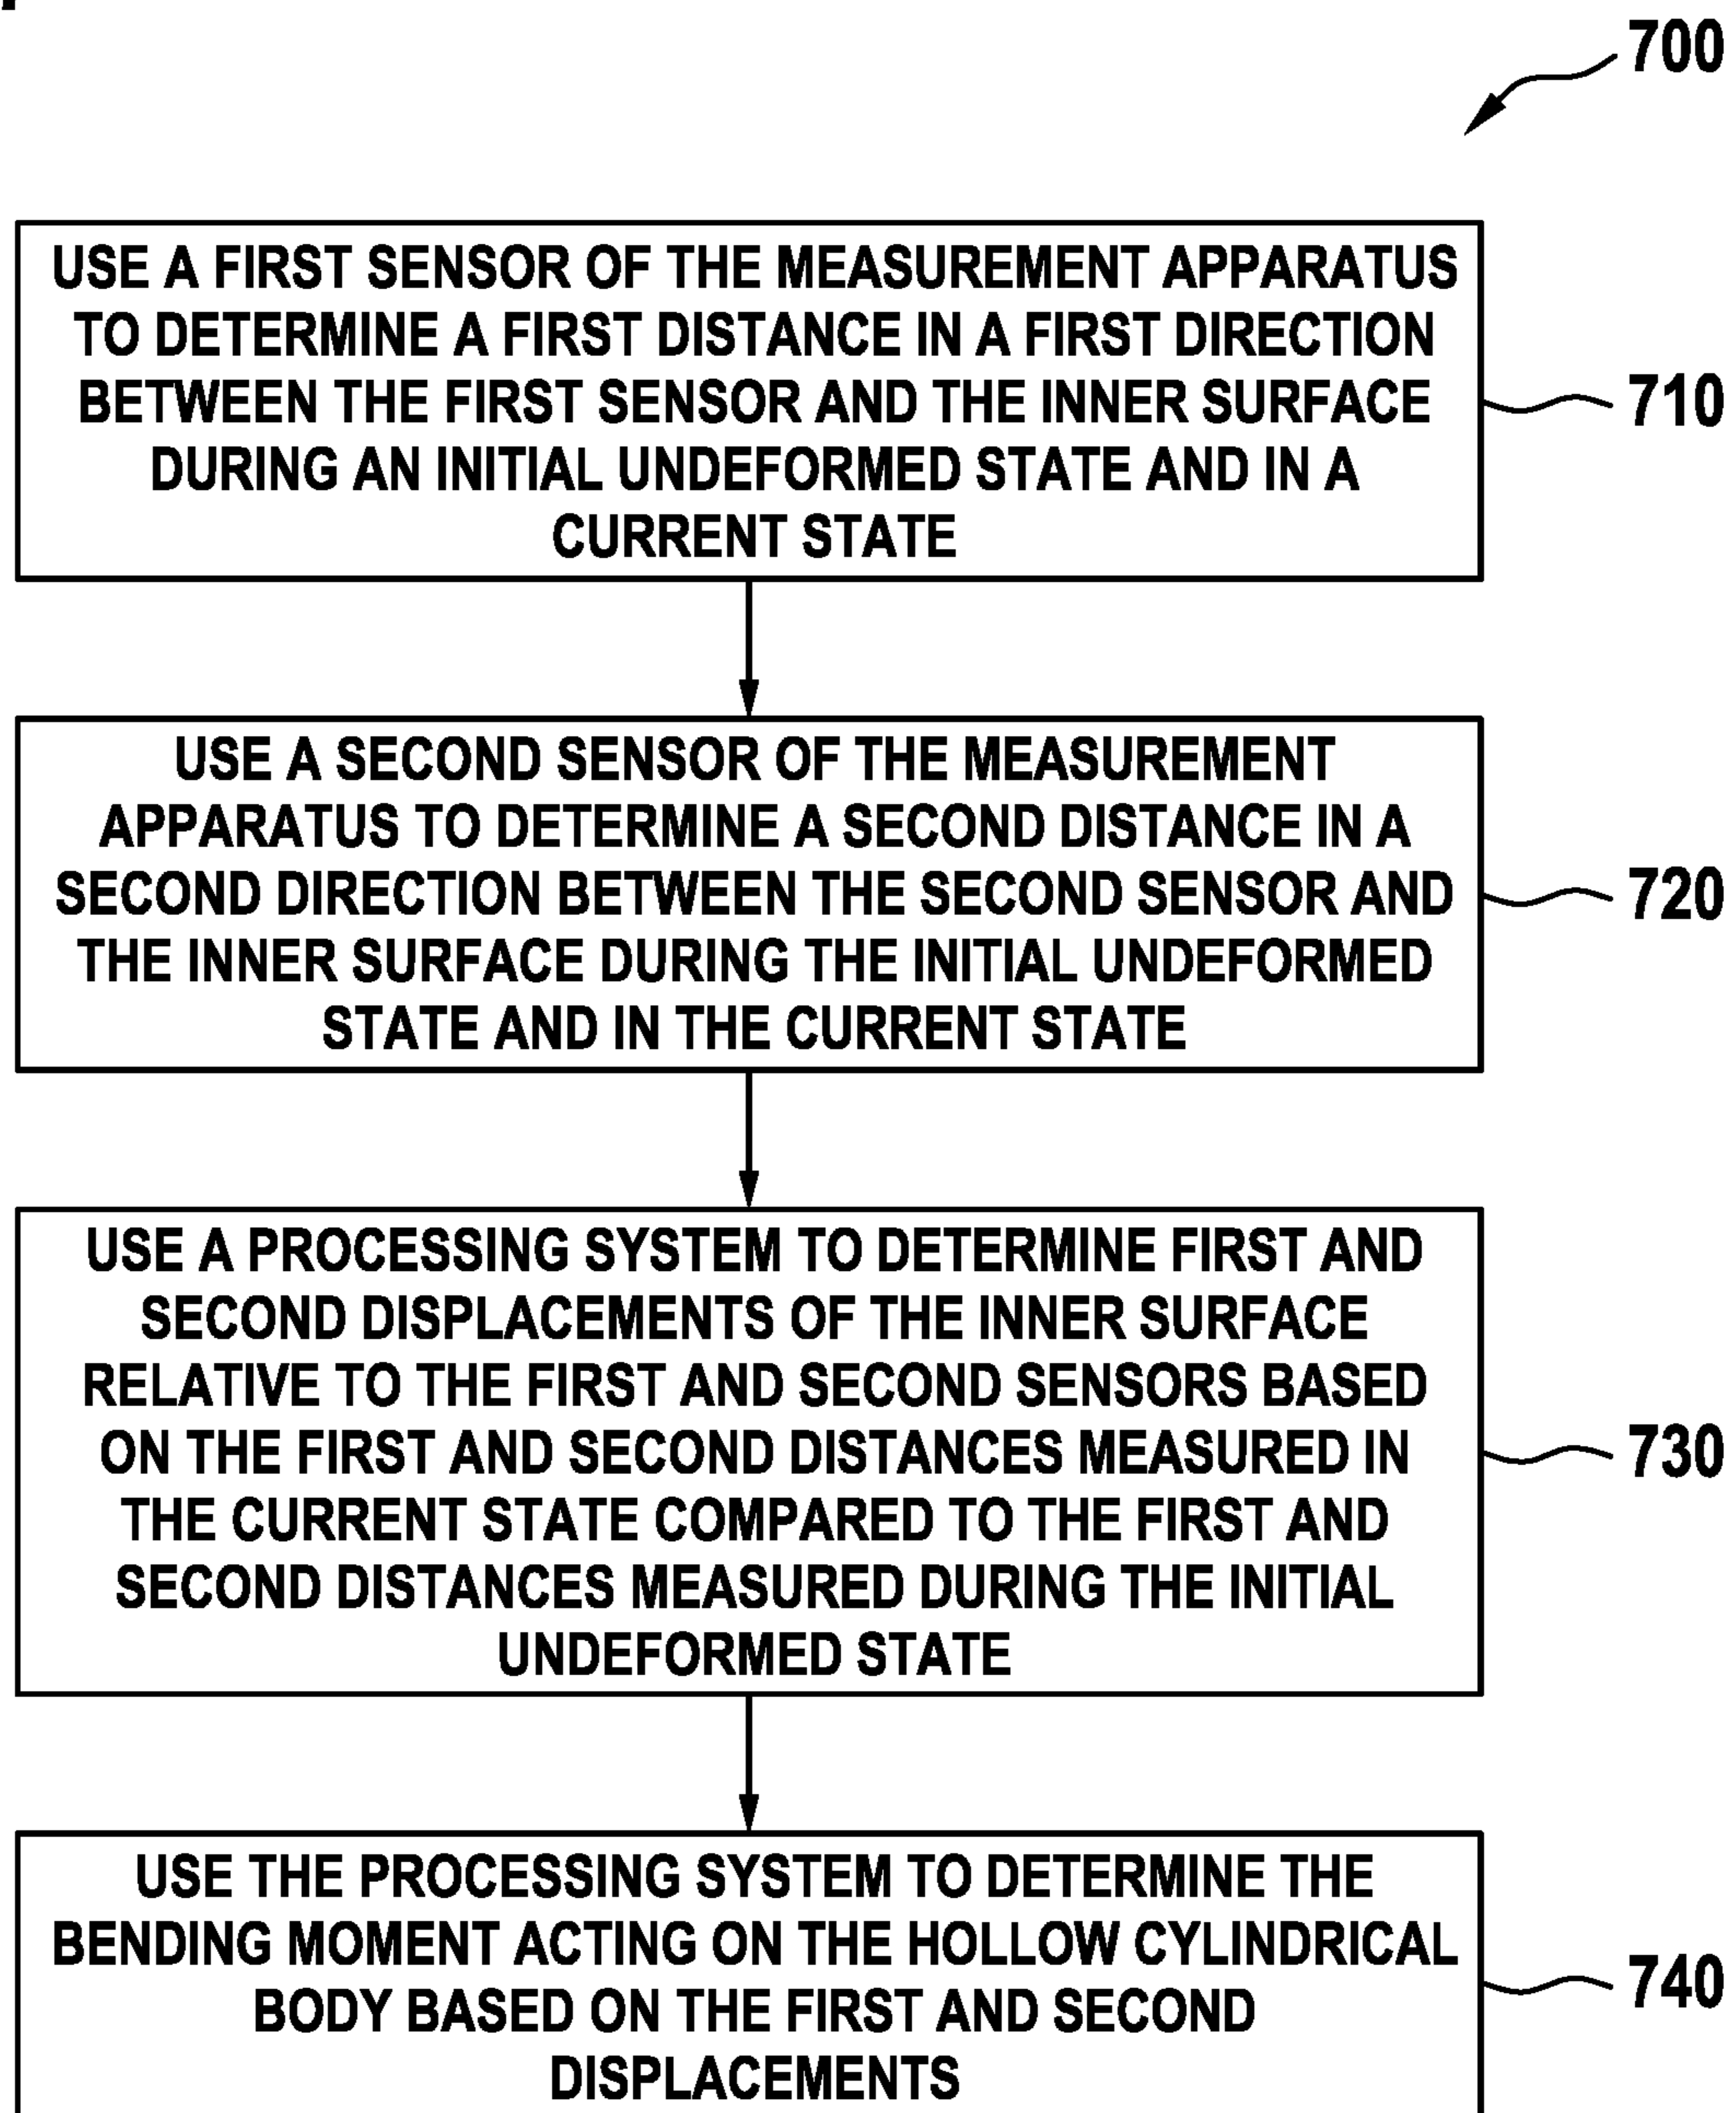 700
USE A FIRST SENSOR OF THE MEASUREMENT APPARATUS
TO DETERMINE A FIRST DISTANCE IN A FIRST DIRECTION
BETWEEN THE FIRST SENSOR AND THE INNER SURFACE
DURING AN INITIAL UNDEFORMED STATE AND IN A
CURRENT STATE
710
USE A SECOND SENSOR OF THE MEASUREMENT
APPARATUS TO DETERMINE A SECOND DISTANCE IN A
SECOND DIRECTION BETWEEN THE SECOND SENSOR AND
THE INNER SURFACE DURING THE INITIAL UNDEFORMED
STATE AND IN THE CURRENT STATE
720
USE A PROCESSING SYSTEM TO DETERMINE FIRST AND
SECOND DISPLACEMENTS OF THE INNER SURFACE
RELATIVE TO THE FIRST AND SECOND SENSORS BASED
ON THE FIRST AND SECOND DISTANCES MEASURED IN
THE CURRENT STATE COMPARED TO THE FIRST AND
SECOND DISTANCES MEASURED DURING THE INITIAL
UNDEFORMED STATE
730
USE THE PROCESSING SYSTEM TO DETERMINE THE
BENDING MOMENT ACTING ON THE HOLLOW CYLINDRICAL
BODY BASED ON THE FIRST AND SECOND
DISPLACEMENTS
740